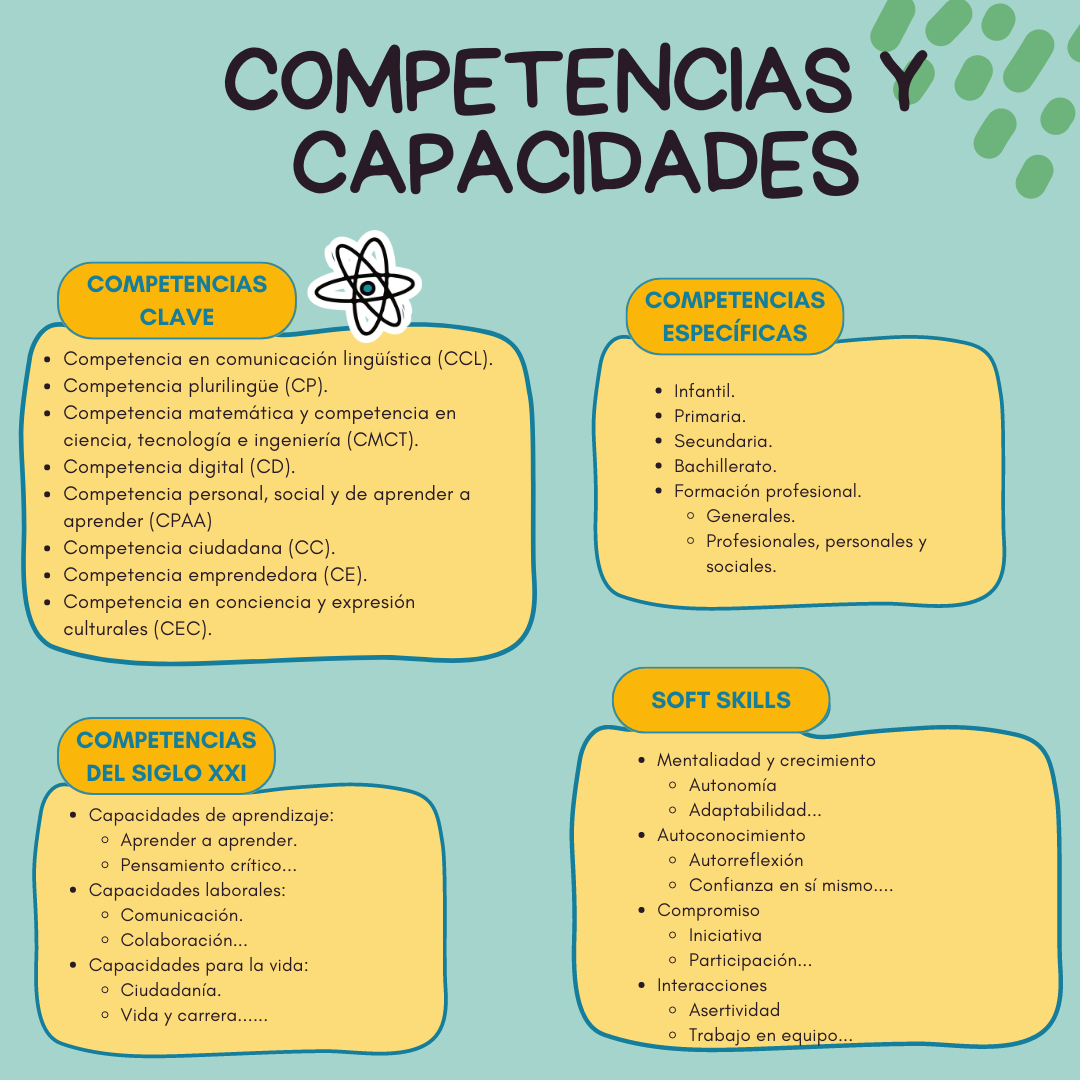 COMPETENCIAS Y
CAPACIDADES
COMPETENCIAS
CLAVE
• Competencia en comunicación lingüística (CCL).
• Competencia plurilingüe (CP).
• Competencia matemática y competencia en
ciencia, tecnología e ingeniería (CMCT).
• Competencia digital (CD).
• Competencia personal, social y de aprender a
aprender (CPAA)
• Competencia ciudadana (CC).
• Competencia emprendedora (CE).
• Competencia en conciencia y expresión
culturales (CEC).
COMPETENCIAS
ESPECÍFICAS
• Infantil.
• Primaria.
• Secundaria.
• Bachillerato.
• Formación profesional.
◦ Generales.
◦ Profesionales, personales y
sociales.
COMPETENCIAS
DEL SIGLO XXI
• Capacidades de aprendizaje:
◦ Aprender a aprender.
◦ Pensamiento crítico...
• Capacidades laborales:
◦ Comunicación.
◦ Colaboración...
• Capacidades para la vida:
◦ Ciudadanía.
◦ Vida y carrera......
SOFT SKILLS
• Mentaliadad y crecimiento
◦ Autonomía
◦ Adaptabilidad...
• Autoconocimiento
◦ Autorreflexión
◦ Confianza en sí mismo....
• Compromiso
◦ Iniciativa
◦ Participación...
• Interacciones
◦ Asertividad
◦ Trabajo en equipo...